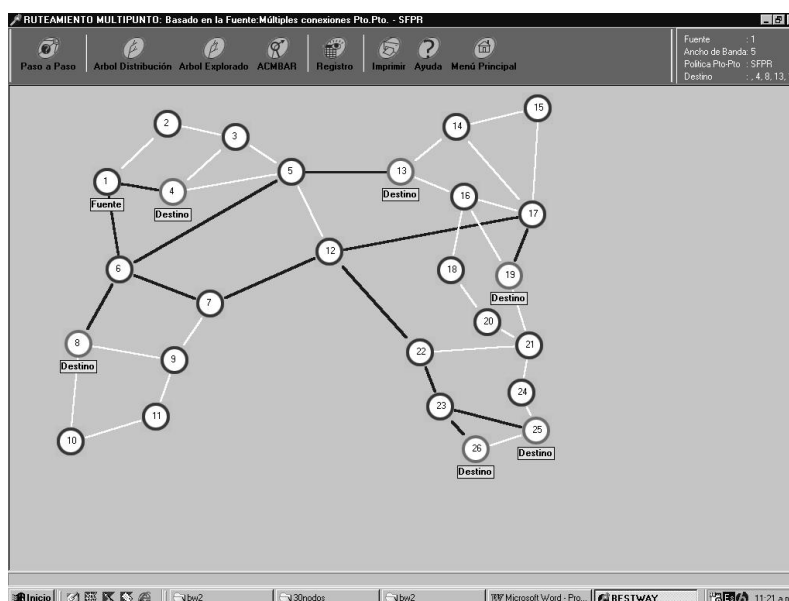 RUTEAMIENTO MULTIPUNTO: Basado en la Fuente:Múltiples conexiones Pto.Pto. - SFPR
Paso a Paso Arbol Distribución Arbol Explorado ACMBAR Registro Imprimir Ayuda Menú Principal
Fuente : 1
Ancho de Banda: 5
Politica Pto-Pto : SFPR
Destino : , 4, 8, 13,
15
2
14
3
5
13
1
4
Fuente
Destino
Destino
16
17
12
6
18
19
7
Destino
20
8
21
22
9
Destino
24
23
11
25
10
26
Destino
Destino
Inicio bw2 30nodos bw2 Microsoft Word - Pro... BESTWAY 11:21 a.m